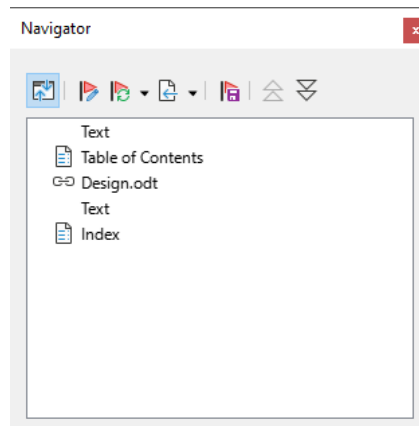 Navigator
x
Text
Table of Contents
Design.odt
Text
Index